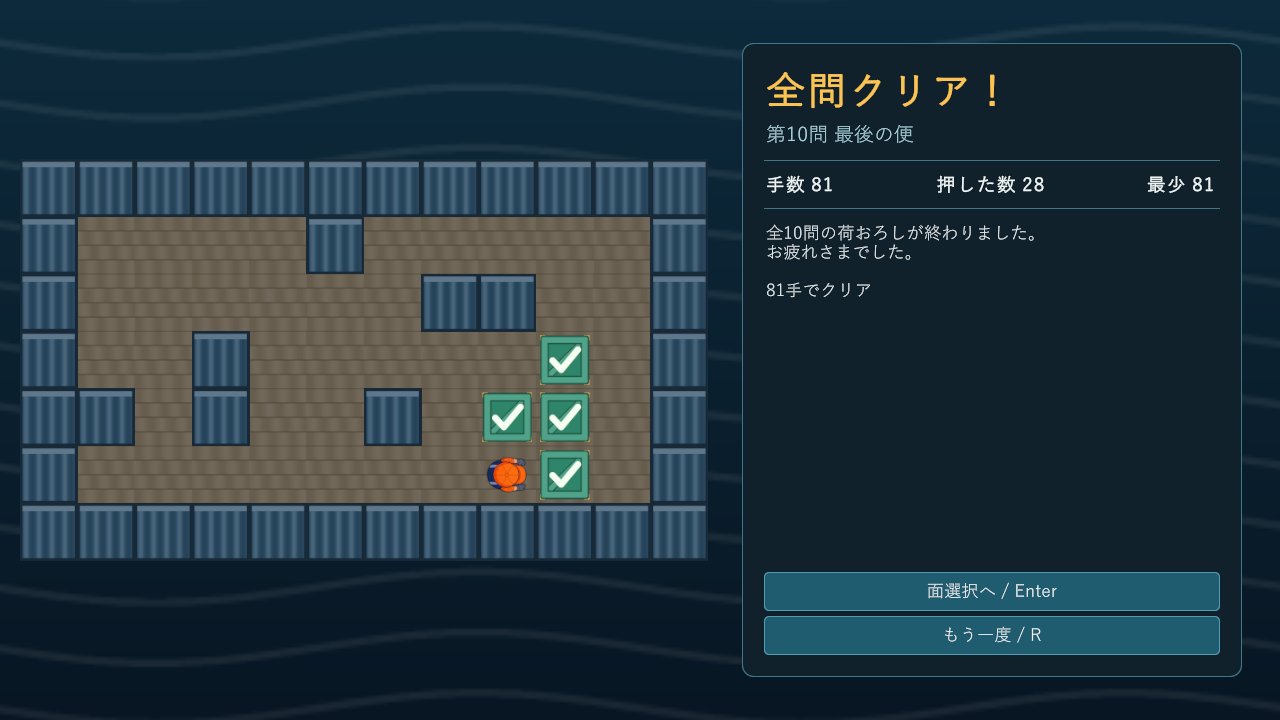 全問クリア！
第10問 最後の便
手数 81 押した数 28 最少 81
全10問の荷おろしが終わりました。
お疲れさまでした。
81手でクリア
面選択へ / Enter
もう一度 / R